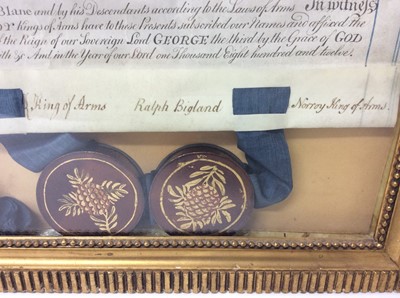 Blanc and by his Descendants according to the Laws of Arms In witness
Kings of Arms have to these Presents subscribed our Names and affixed the
of the Reign of our Sovereign Lord GEORGE the third by the Grace of GOD
And in the year of our Lord one Thousand Eight hundred and twelve.
King of Arms Ralph Bigland Norroy King of Arms.